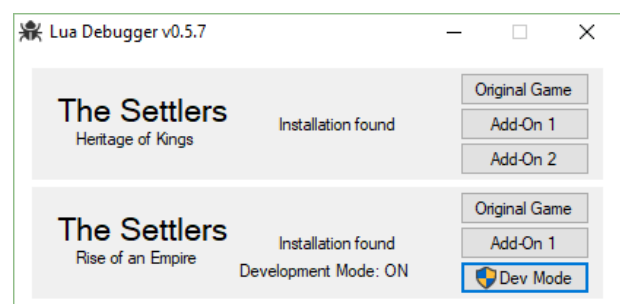 Lua Debugger v0.5.7
The Settlers
Heritage of Kings
Installation found
Original Game
Add-On 1
Add-On 2
The Settlers
Rise of an Empire
Installation found
Development Mode: ON
Original Game
Add-On 1
Dev Mode